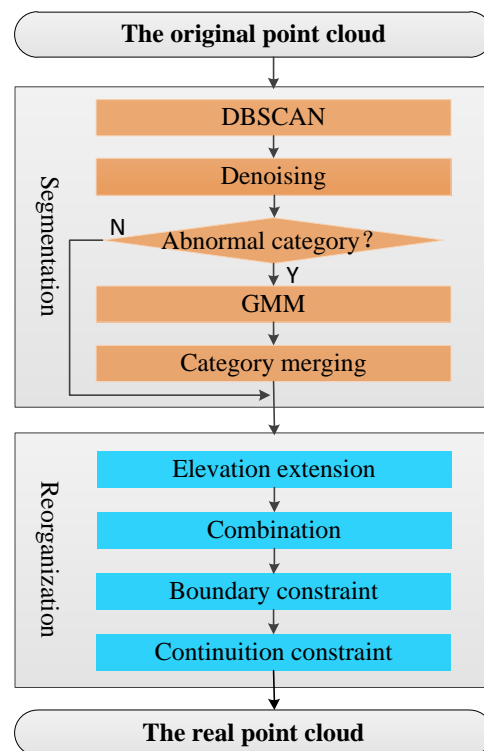 The original point cloud
Segmentation
DBSCAN
Denoising
Abnormal category？
N
Y
GMM
Category merging
Reorganization
Elevation extension
Combination
Boundary constraint
Continuition constraint
The real point cloud